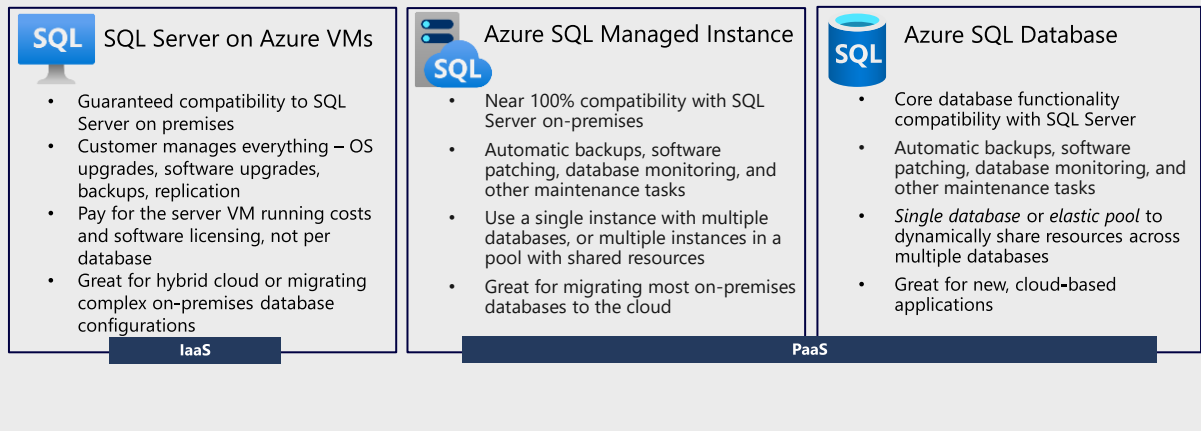 SQL
SQL Server on Azure VMs
• Guaranteed compatibility to SQL
Server on premises
• Customer manages everything – OS
upgrades, software upgrades,
backups, replication
• Pay for the server VM running costs
and software licensing, not per
database
• Great for hybrid cloud or migrating
complex on-premises database
configurations
IaaS
SQL
Azure SQL Managed Instance
• Near 100% compatibility with SQL
Server on-premises
• Automatic backups, software
patching, database monitoring, and
other maintenance tasks
• Use a single instance with multiple
databases, or multiple instances in a
pool with shared resources
• Great for migrating most on-premises
databases to the cloud
SQL
Azure SQL Database
• Core database functionality
compatibility with SQL Server
• Automatic backups, software
patching, database monitoring, and
other maintenance tasks
• Single database or elastic pool to
dynamically share resources across
multiple databases
• Great for new, cloud-based
applications
PaaS